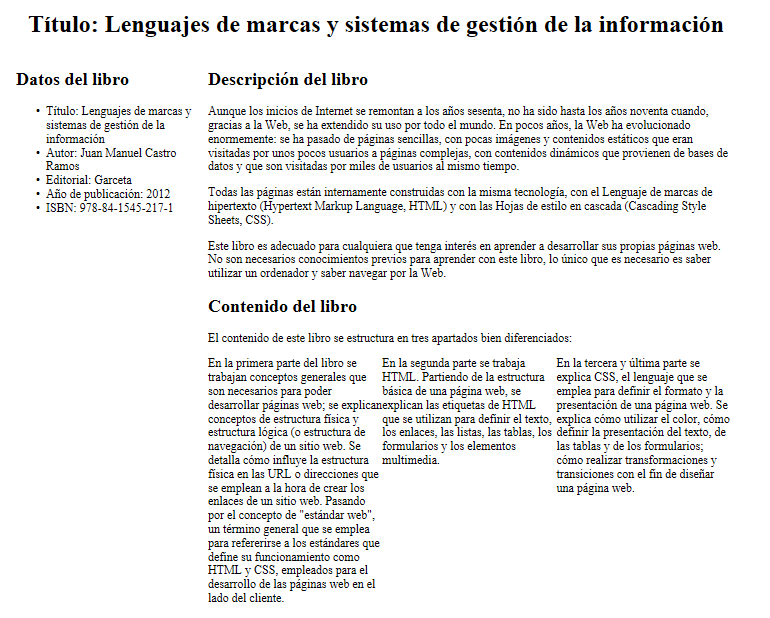 Título: Lenguajes de marcas y sistemas de gestión de la información
Datos del libro
• Título: Lenguajes de marcas y
sistemas de gestión de la
información
• Autor: Juan Manuel Castro
Ramos
• Editorial: Garceta
• Año de publicación: 2012
• ISBN: 978-84-1545-217-1
Descripción del libro
Aunque los inicios de Internet se remontan a los años sesenta, no ha sido hasta los años noventa cuando,
gracias a la Web, se ha extendido su uso por todo el mundo. En pocos años, la Web ha evolucionado
enormemente: se ha pasado de páginas sencillas, con pocas imágenes y contenidos estáticos que eran
visitadas por unos pocos usuarios a páginas complejas, con contenidos dinámicos que provienen de bases de
datos y que son visitadas por miles de usuarios al mismo tiempo.
Todas las páginas están internamente construidas con la misma tecnología, con el Lenguaje de marcas de
hipertexto (Hypertext Markup Language, HTML) y con las Hojas de estilo en cascada (Cascading Style
Sheets, CSS).
Este libro es adecuado para cualquiera que tenga interés en aprender a desarrollar sus propias páginas web.
No son necesarios conocimientos previos para aprender con este libro, lo único que es necesario es saber
utilizar un ordenador y saber navegar por la Web.
Contenido del libro
El contenido de este libro se estructura en tres apartados bien diferenciados:
En la primera parte del libro se
trabajan conceptos generales que
son necesarios para poder
desarrollar páginas web; se explican
conceptos de estructura física y
estructura lógica (o estructura de
navegación) de un sitio web. Se
detalla cómo influye la estructura
física en las URL o direcciones que
se emplean a la hora de crear los
enlaces de un sitio web. Pasando
por el concepto de "estándar web",
un término general que se emplea
para refererirse a los estándares que
define su funcionamiento como
HTML y CSS, empleados para el
desarrollo de las páginas web en el
lado del cliente.
En la segunda parte se trabaja
HTML. Partiendo de la estructura
básica de una página web, se
explican las etiquetas de HTML
que se utilizan para definir el texto,
los enlaces, las listas, las tablas, los
formularios y los elementos
multimedia.
En la tercera y última parte se
explica CSS, el lenguaje que se
emplea para definir el formato y la
presentación de una página web. Se
explica cómo utilizar el color, cómo
definir la presentación del texto, de
las tablas y de los formularios;
cómo realizar transformaciones y
transiciones con el fin de diseñar
una página web.